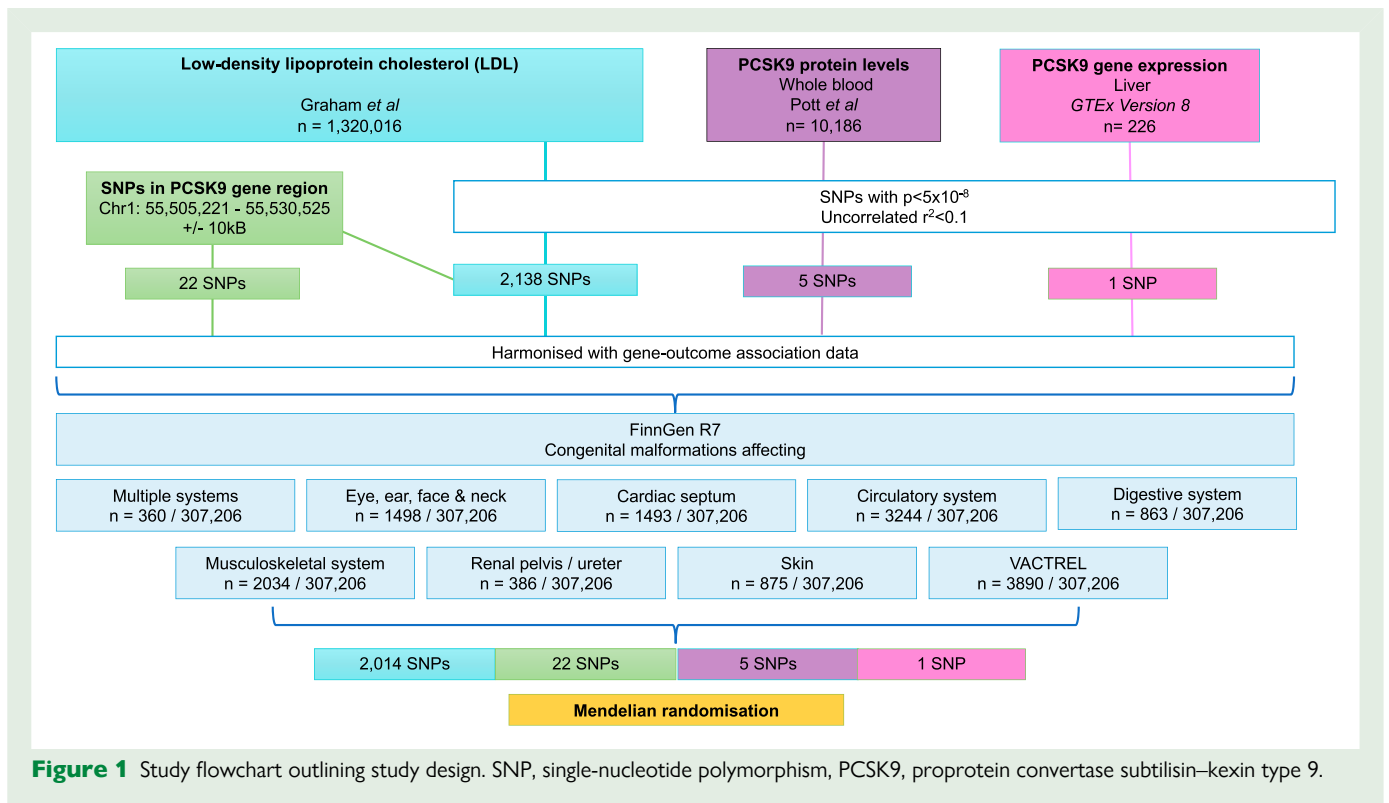 Low-density lipoprotein cholesterol (LDL)
Graham et al
n = 1,320,016
PCSK9 protein levels
Whole blood
Pott et al
n= 10,186
PCSK9 gene expression
Liver
GTEx Version 8
n= 226
SNPs in PCSK9 gene region
Chr1: 55,505,221 - 55,530,525
+/- 10kB
SNPs with p<5x10⁻⁸
Uncorrelated r²<0.1
22 SNPs
2,138 SNPs
5 SNPs
1 SNP
Harmonised with gene-outcome association data
FinnGen R7
Congenital malformations affecting
Multiple systems
n = 360 / 307,206
Eye, ear, face & neck
n = 1498 / 307,206
Cardiac septum
n = 1493 / 307,206
Circulatory system
n = 3244 / 307,206
Digestive system
n = 863 / 307,206
Musculoskeletal system
n = 2034 / 307,206
Renal pelvis / ureter
n = 386 / 307,206
Skin
n = 875 / 307,206
VACTREL
n = 3890 / 307,206
2,014 SNPs
22 SNPs
5 SNPs
1 SNP
Mendelian randomisation
Figure 1 Study flowchart outlining study design. SNP, single-nucleotide polymorphism, PCSK9, proprotein convertase subtilisin–kexin type 9.